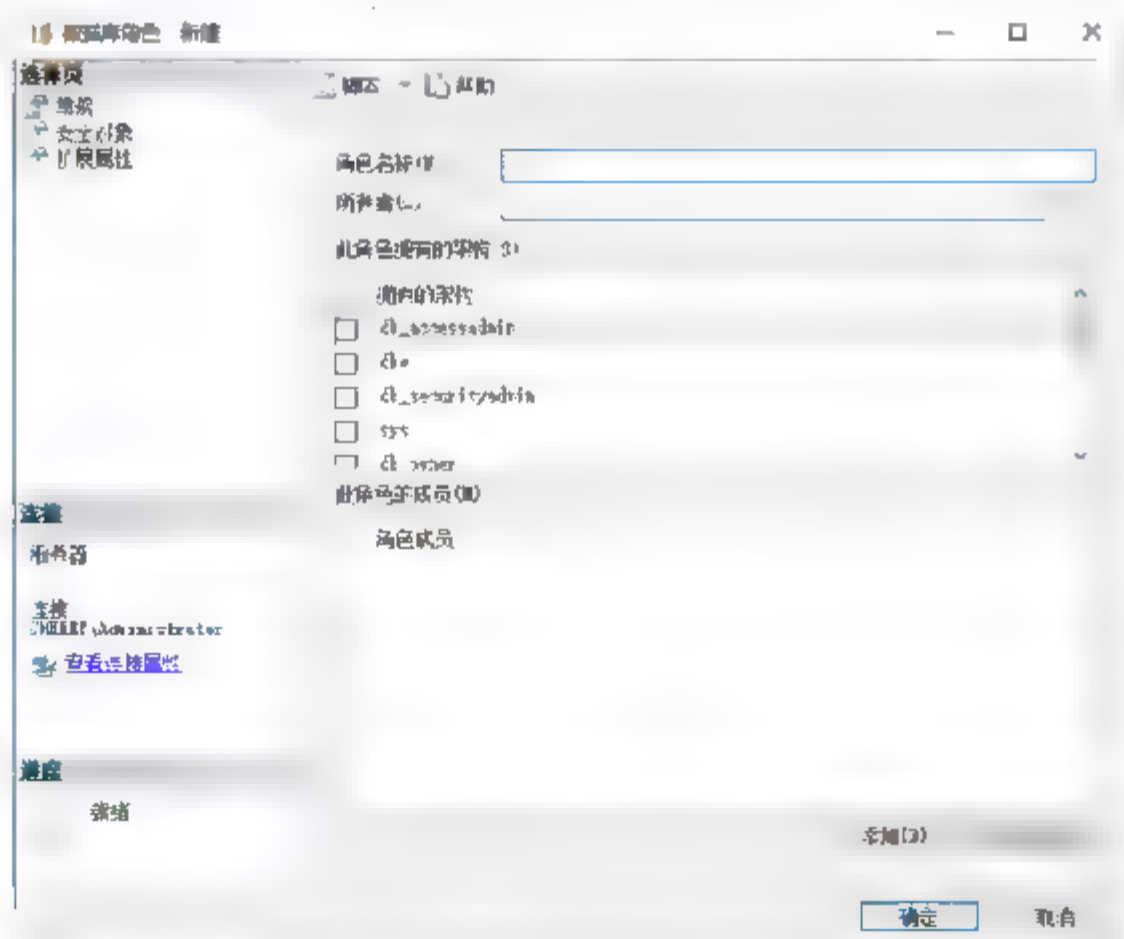 数据库角色 新建
选择页
常规
安全对象
扩展属性
脚本 帮助
角色名称
所有者
此角色拥有的架构
拥有的架构
db_accessadmin
dbo
db_securityadmin
sys
db_owner
此角色的成员(M)
角色成员
连接
服务器
连接
\Administrator
查看连接属性
进度
就绪
添加
确定 取消